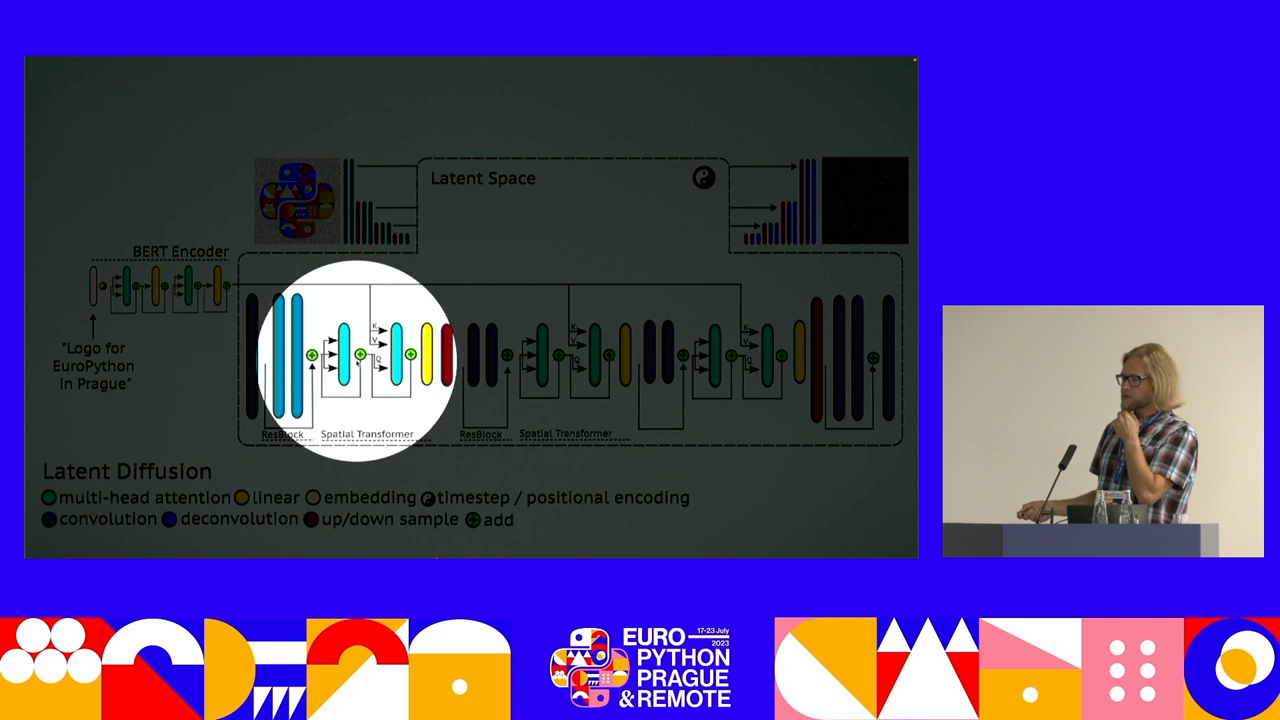 Latent Space
BERT Encoder
"Logo for
EuroPython
in Prague"
K
V
Q
K
V
Q
K
V
Q
ResBlock
Spatial Transformer
ResBlock
Spatial Transformer
Latent Diffusion
multi-head attention linear embedding timestep / positional encoding
convolution deconvolution up/down sample add
EURO 17-23 July
2023
PYTHON
PRAGUE
& REMOTE